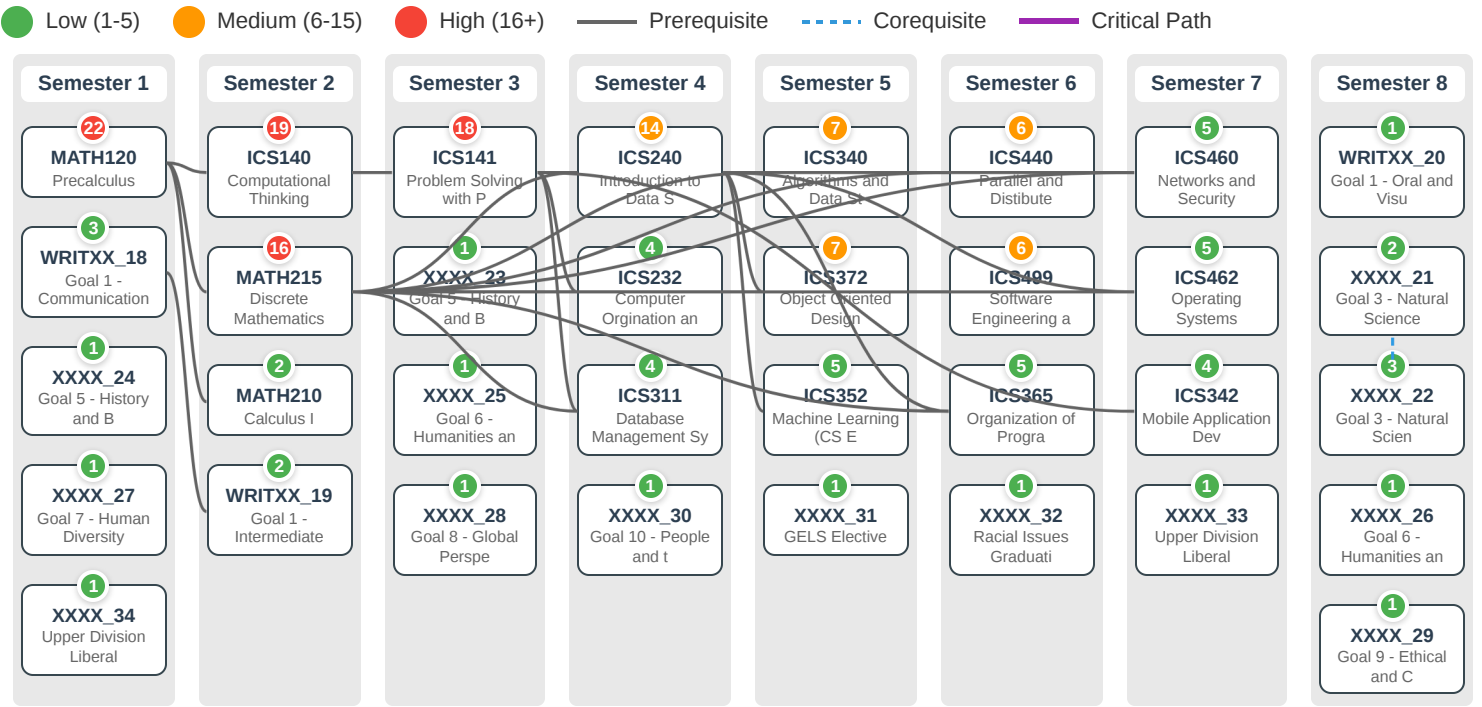 Low (1-5) Medium (6-15) High (16+) Prerequisite Corequisite Critical Path
Semester 1
22
MATH120
Precalculus
3
WRITXX_18
Goal 1 -
Communication
1
XXXX_24
Goal 5 - History
and B
1
XXXX_27
Goal 7 - Human
Diversity
1
XXXX_34
Upper Division
Liberal
Semester 2
19
ICS140
Computational
Thinking
16
MATH215
Discrete
Mathematics
2
MATH210
Calculus I
2
WRITXX_19
Goal 1 -
Intermediate
Semester 3
18
ICS141
Problem Solving
with P
1
XXXX_23
Goal 5 - History
and B
1
XXXX_25
Goal 6 -
Humanities an
1
XXXX_28
Goal 8 - Global
Perspe
Semester 4
14
ICS240
Introduction to
Data S
4
ICS232
Computer
Orgination an
4
ICS311
Database
Management Sy
1
XXXX_30
Goal 10 - People
and t
Semester 5
7
ICS340
Algorithms and
Data St
7
ICS372
Object Oriented
Design
5
ICS352
Machine Learning
(CS E
1
XXXX_31
GELS Elective
Semester 6
6
ICS440
Parallel and
Distibute
6
ICS499
Software
Engineering a
5
ICS365
Organization of
Progra
1
XXXX_32
Racial Issues
Graduati
Semester 7
5
ICS460
Networks and
Security
5
ICS462
Operating
Systems
4
ICS342
Mobile Application
Dev
1
XXXX_33
Upper Division
Liberal
Semester 8
1
WRITXX_20
Goal 1 - Oral and
Visu
2
XXXX_21
Goal 3 - Natural
Science
3
XXXX_22
Goal 3 - Natural
Scien
1
XXXX_26
Goal 6 -
Humanities an
1
XXXX_29
Goal 9 - Ethical
and C